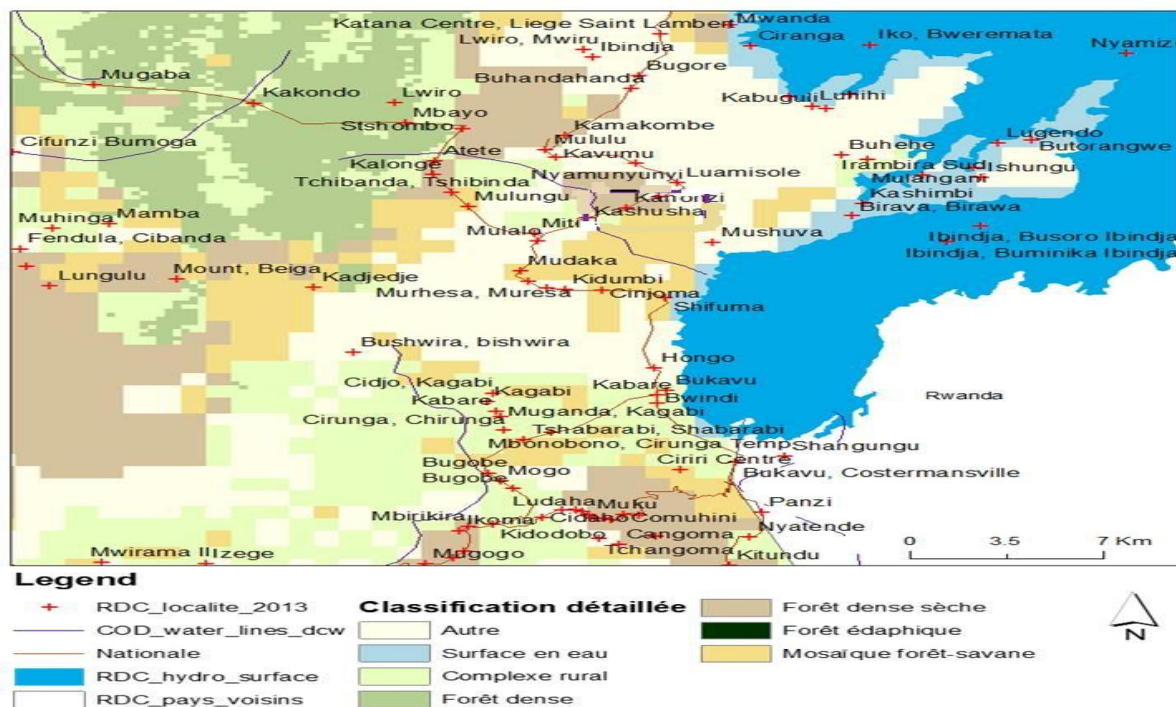 Katana Centre, Liege Saint Lambert
Mwanda
Lwiro, Mwiru
Ciranga
Iko, Bweremata
Ibindja
Nyamizi
Mugaba
Buhandahanda
Bugore
Kakondo
Lwiro
Kabuguli
Luhihi
Mbayo
Stshombo
Kamakombe
Cifunzi Bumoga
Atete
Mululu
Buhehe
Lugendo
Kalonge
Kavumu
Butorangwe
Tchibanda, Tshibinda
Nyamunyunyi
Luamisole
Irambira Sud
Ishungu
Mulangani
Mulungu
Kanonzi
Kashimbi
Muhinga
Mamba
Miti
Kashusha
Birava, Birawa
Fendula, Cibanda
Mulalo
Mushuva
Ibindja, Busoro Ibindja
Ibindja, Buminika Ibindja
Lungulu
Mount, Beiga
Kadjedje
Mudaka
Kidumbi
Murhesa, Muresa
Cinjoma
Shifuma
Bushwira, bishwira
Hongo
Cidjo, Kagabi
Kagabi
Kabare
Bukavu
Kabare
Bwindi
Rwanda
Cirunga, Chirunga
Muganda, Kagabi
Tshabarabi, Shabarabi
Mbonobono, Cirunga Temp
Shangungu
Ciriri Centre
Bugobe
Mogo
Bukavu, Costermansville
Bugobe
Ludaha
Muku
Panzi
Mbirikira
Ikoma
Cidaho
Comuhini
Nyatende
Kidodobo
Cangoma
Mwirama II
Izege
Mugogo
Tchangoma
Kitundu
0 3.5 7 Km
Legend
RDC_localite_2013
COD_water_lines_dcw
Nationale
RDC_hydro_surface
RDC_pays_voisins
Classification détaillée
Autre
Surface en eau
Complexe rural
Forêt dense
Forêt dense sèche
Forêt édaphique
Mosaïque forêt-savane
N